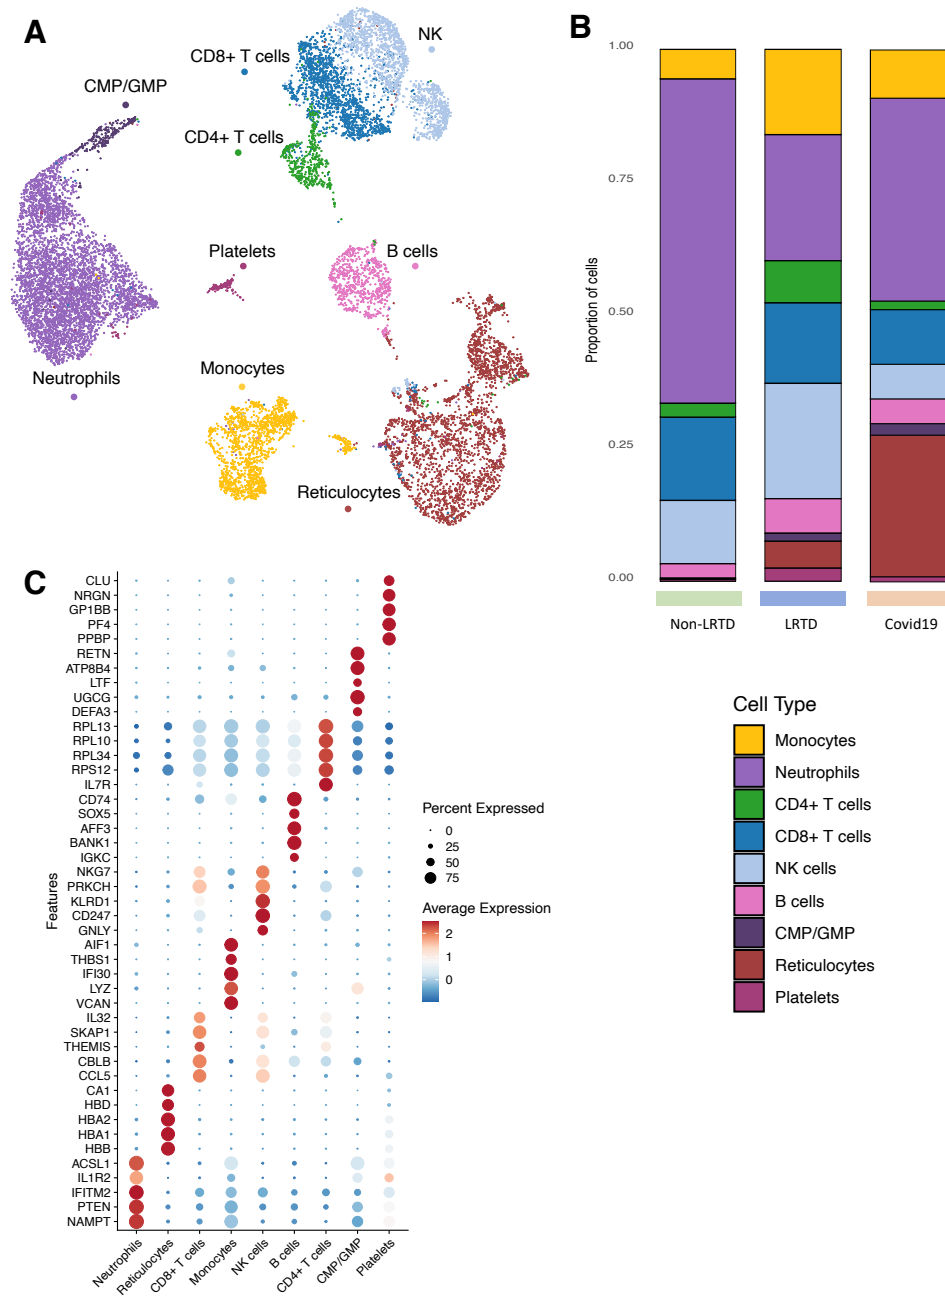 A
CMP/GMP
CD8+ T cells
NK
CD4+ T cells
Platelets
B cells
Neutrophils
Monocytes
Reticulocytes
B
1.00
0.75
0.50
0.25
0.00
Proportion of cells
Non-LRTD
LRTD
Covid19
Cell Type
Monocytes
Neutrophils
CD4+ T cells
CD8+ T cells
NK cells
B cells
CMP/GMP
Reticulocytes
Platelets
C
CLU
NRGN
GP1BB
PF4
PPBP
RETN
ATP8B4
LTF
UGCG
DEFA3
RPL13
RPL10
RPL34
RPS12
IL7R
CD74
SOX5
AFF3
BANK1
IGKC
NKG7
PRKCH
KLRD1
CD247
GNLY
AIF1
THBS1
IFI30
LYZ
VCAN
IL32
SKAP1
THEMIS
CBLB
CCL5
CA1
HBD
HBA2
HBA1
HBB
ACSL1
IL1R2
IFITM2
PTEN
NAMPT
Features
Neutrophils
Reticulocytes
CD8+ T cells
Monocytes
NK cells
B cells
CD4+ T cells
CMP/GMP
Platelets
Percent Expressed
0
25
50
75
Average Expression
2
1
0